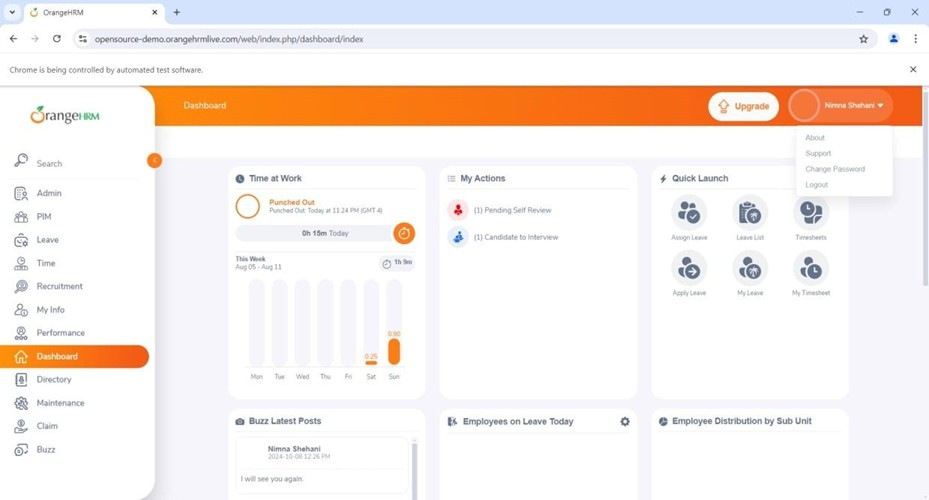 OrangeHRM
opensource-demo.orangehrmlive.com/web/index.php/dashboard/index
Chrome is being controlled by automated test software.
OrangeHRM
Dashboard
Upgrade
Nimna Shehani
About
Support
Change Password
Logout
Search
Admin
PIM
Leave
Time
Recruitment
My Info
Performance
Dashboard
Directory
Maintenance
Claim
Buzz
Time at Work
Punched Out
Punched Out: Today at 11:24 PM (GMT 4)
0h 15m Today
This Week
Aug 05 - Aug 11
1h 9m
0.25
0.90
Mon Tue Wed Thu Fri Sat Sun
My Actions
(1) Pending Self Review
(1) Candidate to Interview
Quick Launch
Assign Leave
Leave List
Timesheets
Apply Leave
My Leave
My Timesheet
Buzz Latest Posts
Nimna Shehani
2024-10-08 12:26 PM
I will see you again.
Employees on Leave Today
Employee Distribution by Sub Unit